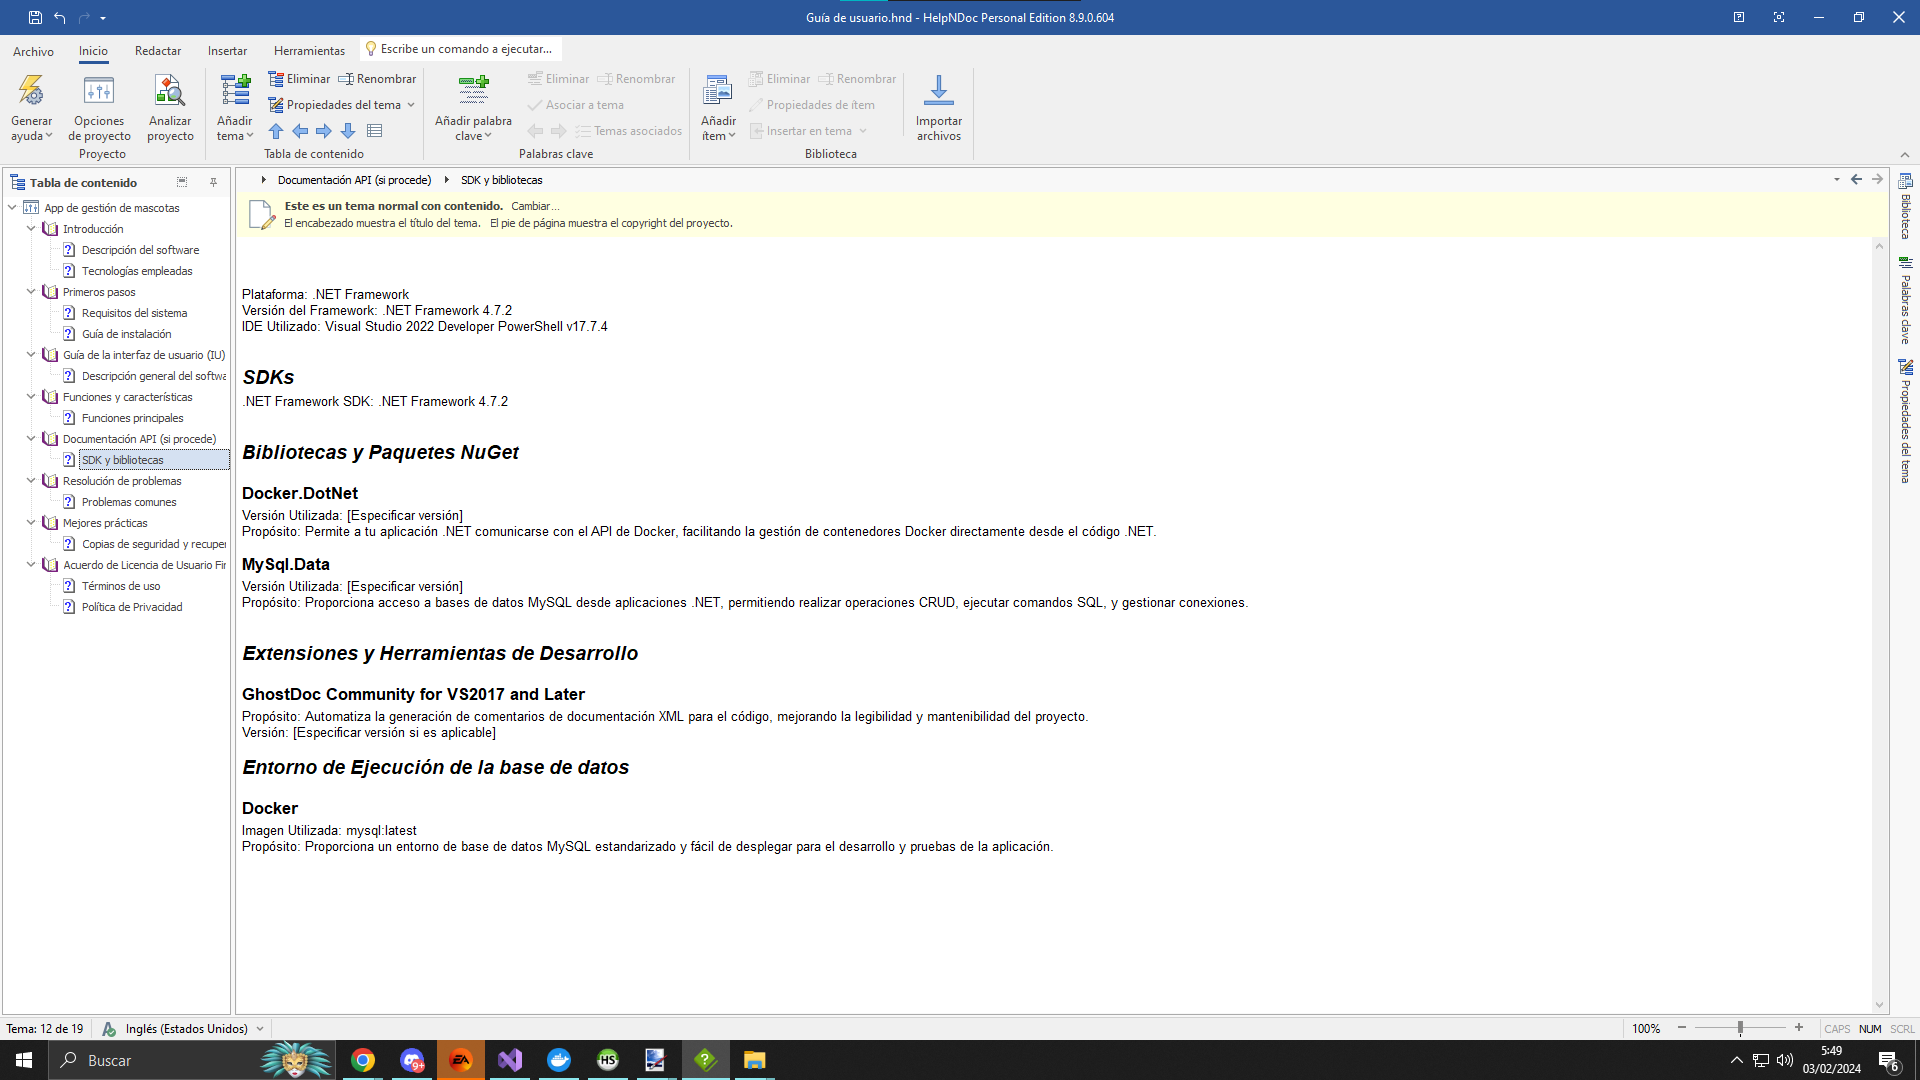 Guía de usuario.hnd - HelpNDoc Personal Edition 8.9.0.604
Archivo Inicio Redactar Insertar Herramientas Escribe un comando a ejecutar...
Generar ayuda
Opciones de proyecto
Analizar proyecto
Proyecto
Añadir tema
Eliminar Renombrar
Propiedades del tema
Tabla de contenido
Añadir palabra clave
Eliminar Renombrar
Asociar a tema
Temas asociados
Palabras clave
Añadir ítem
Eliminar Renombrar
Propiedades de ítem
Insertar en tema
Biblioteca
Importar archivos
Tabla de contenido
App de gestión de mascotas
Introducción
Descripción del software
Tecnologías empleadas
Primeros pasos
Requisitos del sistema
Guía de instalación
Guía de la interfaz de usuario (IU)
Descripción general del softwa
Funciones y características
Funciones principales
Documentación API (si procede)
SDK y bibliotecas
Resolución de problemas
Problemas comunes
Mejores prácticas
Copias de seguridad y recuper
Acuerdo de Licencia de Usuario Fin
Términos de uso
Política de Privacidad
Documentación API (si procede) SDK y bibliotecas
Este es un tema normal con contenido. Cambiar...
El encabezado muestra el título del tema. El pie de página muestra el copyright del proyecto.
Plataforma: .NET Framework
Versión del Framework: .NET Framework 4.7.2
IDE Utilizado: Visual Studio 2022 Developer PowerShell v17.7.4
SDKs
.NET Framework SDK: .NET Framework 4.7.2
Bibliotecas y Paquetes NuGet
Docker.DotNet
Versión Utilizada: [Especificar versión]
Propósito: Permite a tu aplicación .NET comunicarse con el API de Docker, facilitando la gestión de contenedores Docker directamente desde el código .NET.
MySql.Data
Versión Utilizada: [Especificar versión]
Propósito: Proporciona acceso a bases de datos MySQL desde aplicaciones .NET, permitiendo realizar operaciones CRUD, ejecutar comandos SQL, y gestionar conexiones.
Extensiones y Herramientas de Desarrollo
GhostDoc Community for VS2017 and Later
Propósito: Automatiza la generación de comentarios de documentación XML para el código, mejorando la legibilidad y mantenibilidad del proyecto.
Versión: [Especificar versión si es aplicable]
Entorno de Ejecución de la base de datos
Docker
Imagen Utilizada: mysql:latest
Propósito: Proporciona un entorno de base de datos MySQL estandarizado y fácil de desplegar para el desarrollo y pruebas de la aplicación.
Biblioteca
Palabras clave
Propiedades del tema
Tema: 12 de 19 Inglés (Estados Unidos) 100% CAPS NUM SCRL
Buscar
9+
EA
HS
5:49
03/02/2024
6